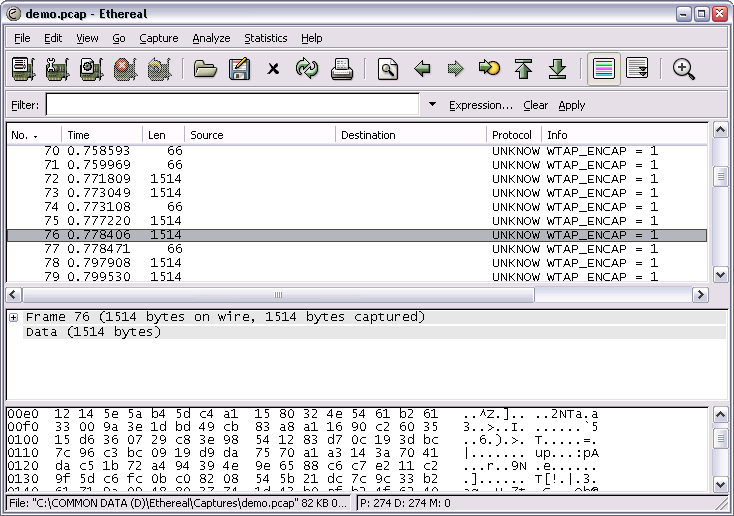 demo.pcap - Ethereal
File Edit View Go Capture Analyze Statistics Help
Filter: Expression... Clear Apply
No. Time Len Source Destination Protocol Info
70 0.758593 66 UNKNOW WTAP_ENCAP = 1
71 0.759969 66 UNKNOW WTAP_ENCAP = 1
72 0.771809 1514 UNKNOW WTAP_ENCAP = 1
73 0.773049 1514 UNKNOW WTAP_ENCAP = 1
74 0.773108 66 UNKNOW WTAP_ENCAP = 1
75 0.777220 1514 UNKNOW WTAP_ENCAP = 1
76 0.778406 1514 UNKNOW WTAP_ENCAP = 1
77 0.778471 66 UNKNOW WTAP_ENCAP = 1
78 0.797908 1514 UNKNOW WTAP_ENCAP = 1
79 0.799530 1514 UNKNOW WTAP_ENCAP = 1
Frame 76 (1514 bytes on wire, 1514 bytes captured)
Data (1514 bytes)
00e0 12 14 5e 5a b4 5d c4 a1 15 80 32 4e 54 61 b2 61 ..^Z.].. ..2NTa.a
00f0 33 00 9a 3e 1d bd 49 cb 83 a8 a1 16 90 c2 60 35 3..>..I. ......`5
0100 15 d6 36 07 29 c8 3e 98 54 12 83 d7 0c 19 3d bc ..6.).>. T.....=.
0110 7c 96 c3 bc 09 19 d9 da 75 70 a1 a3 14 3a 70 41 |....... up...:pA
0120 da c5 1b 72 a4 94 39 4e 9e 65 88 c6 c7 e2 11 c2 ...r..9N .e......
0130 9f 5d c6 fc 0b c0 82 08 54 5b 21 dc 7c 9c 33 b2 .]...... T[!.|.3.
0140
File: "C:\COMMON DATA (D)\Ethereal\Captures\demo.pcap" 82 KB 0... P: 274 D: 274 M: 0